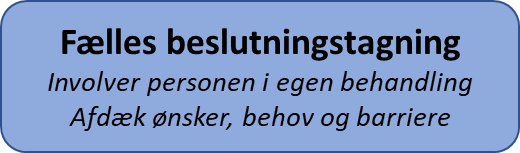 Fælles beslutningstagning
Involver personen i egen behandling
Afdæk ønsker, behov og barriere